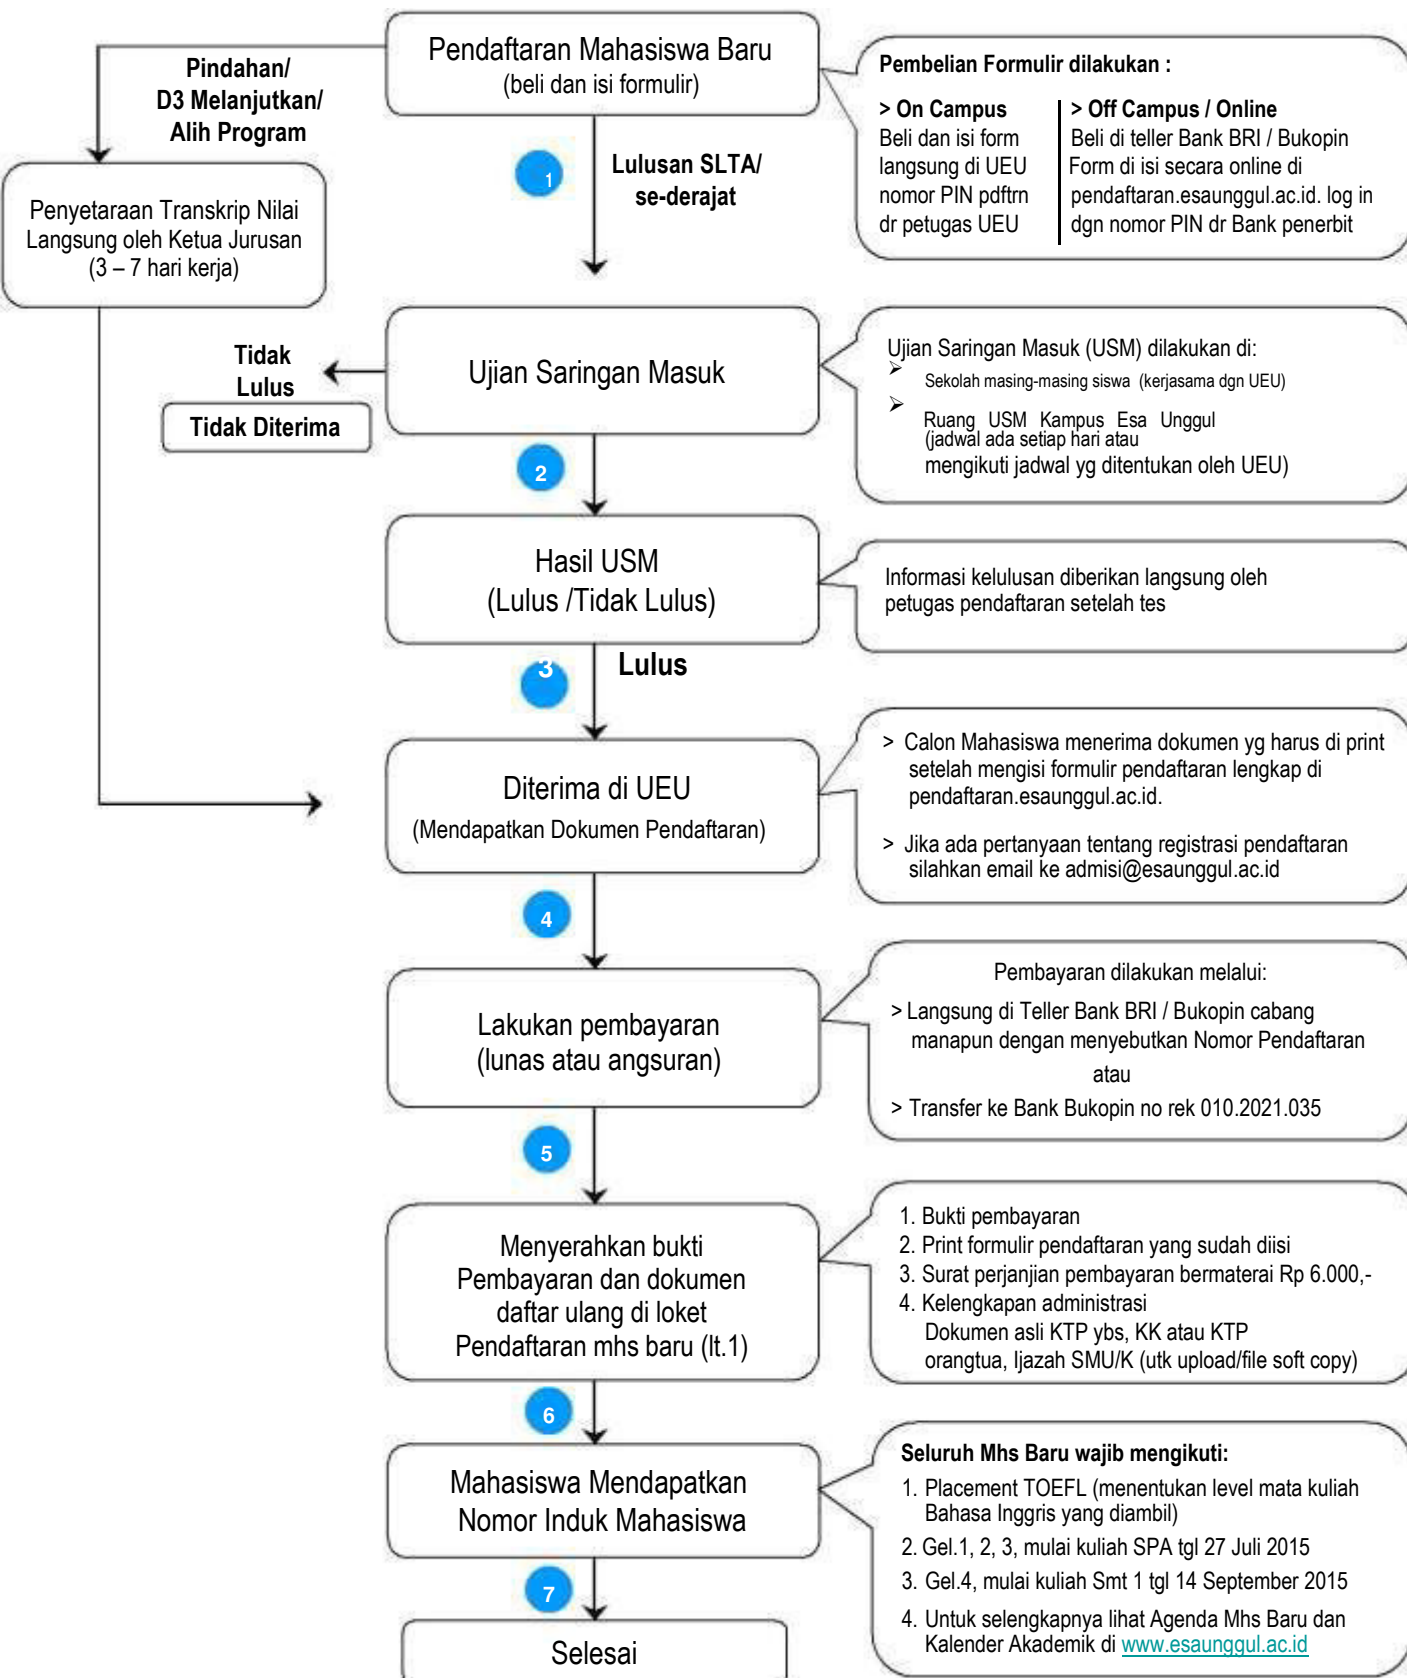 Pendaftaran Mahasiswa Baru
(beli dan isi formulir)
Pindahan/
D3 Melanjutkan/
Alih Program
Pembelian Formulir dilakukan :
> On Campus
Beli dan isi form
langsung di UEU
nomor PIN pdftrn
dr petugas UEU
> Off Campus / Online
Beli di teller Bank BRI / Bukopin
Form di isi secara online di
pendaftaran.esaunggul.ac.id. log in
dgn nomor PIN dr Bank penerbit
1
Lulusan SLTA/
se-derajat
Penyetaraan Transkrip Nilai
Langsung oleh Ketua Jurusan
(3 – 7 hari kerja)
Tidak
Lulus
Tidak Diterima
Ujian Saringan Masuk
Ujian Saringan Masuk (USM) dilakukan di:
➢ Sekolah masing-masing siswa (kerjasama dgn UEU)
➢ Ruang USM Kampus Esa Unggul
(jadwal ada setiap hari atau
mengikuti jadwal yg ditentukan oleh UEU)
2
Hasil USM
(Lulus /Tidak Lulus)
Informasi kelulusan diberikan langsung oleh
petugas pendaftaran setelah tes
3
Lulus
Diterima di UEU
(Mendapatkan Dokumen Pendaftaran)
> Calon Mahasiswa menerima dokumen yg harus di print
setelah mengisi formulir pendaftaran lengkap di
pendaftaran.esaunggul.ac.id.
> Jika ada pertanyaan tentang registrasi pendaftaran
silahkan email ke admisi@esaunggul.ac.id
4
Lakukan pembayaran
(lunas atau angsuran)
Pembayaran dilakukan melalui:
> Langsung di Teller Bank BRI / Bukopin cabang
manapun dengan menyebutkan Nomor Pendaftaran
atau
> Transfer ke Bank Bukopin no rek 010.2021.035
5
Menyerahkan bukti
Pembayaran dan dokumen
daftar ulang di loket
Pendaftaran mhs baru (lt.1)
1. Bukti pembayaran
2. Print formulir pendaftaran yang sudah diisi
3. Surat perjanjian pembayaran bermaterai Rp 6.000,-
4. Kelengkapan administrasi
Dokumen asli KTP ybs, KK atau KTP
orangtua, Ijazah SMU/K (utk upload/file soft copy)
6
Mahasiswa Mendapatkan
Nomor Induk Mahasiswa
Seluruh Mhs Baru wajib mengikuti:
1. Placement TOEFL (menentukan level mata kuliah
Bahasa Inggris yang diambil)
2. Gel.1, 2, 3, mulai kuliah SPA tgl 27 Juli 2015
3. Gel.4, mulai kuliah Smt 1 tgl 14 September 2015
4. Untuk selengkapnya lihat Agenda Mhs Baru dan
Kalender Akademik di www.esaunggul.ac.id
7
Selesai